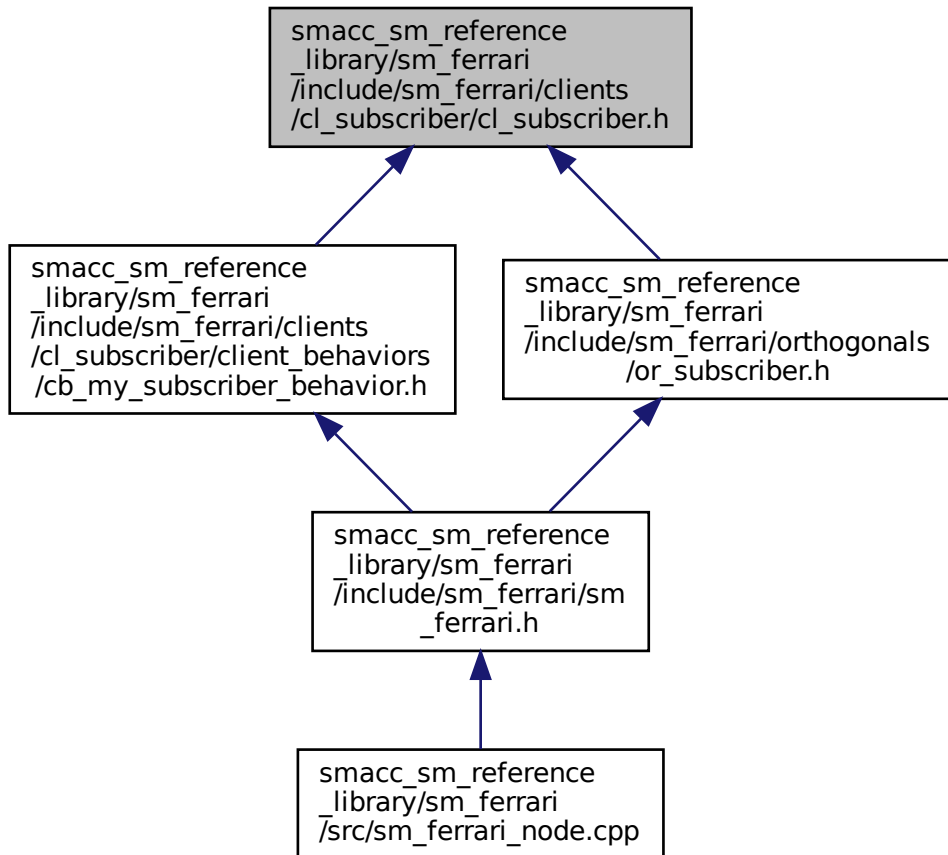 smacc_sm_reference
_library/sm_ferrari
/include/sm_ferrari/clients
/cl_subscriber/cl_subscriber.h
smacc_sm_reference
_library/sm_ferrari
/include/sm_ferrari/clients
/cl_subscriber/client_behaviors
/cb_my_subscriber_behavior.h
smacc_sm_reference
_library/sm_ferrari
/include/sm_ferrari/orthogonals
/or_subscriber.h
smacc_sm_reference
_library/sm_ferrari
/include/sm_ferrari/sm
_ferrari.h
smacc_sm_reference
_library/sm_ferrari
/src/sm_ferrari_node.cpp